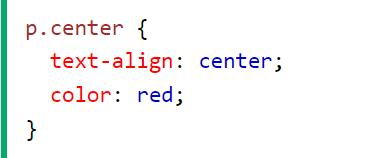 p.center {
  text-align: center;
  color: red;
}